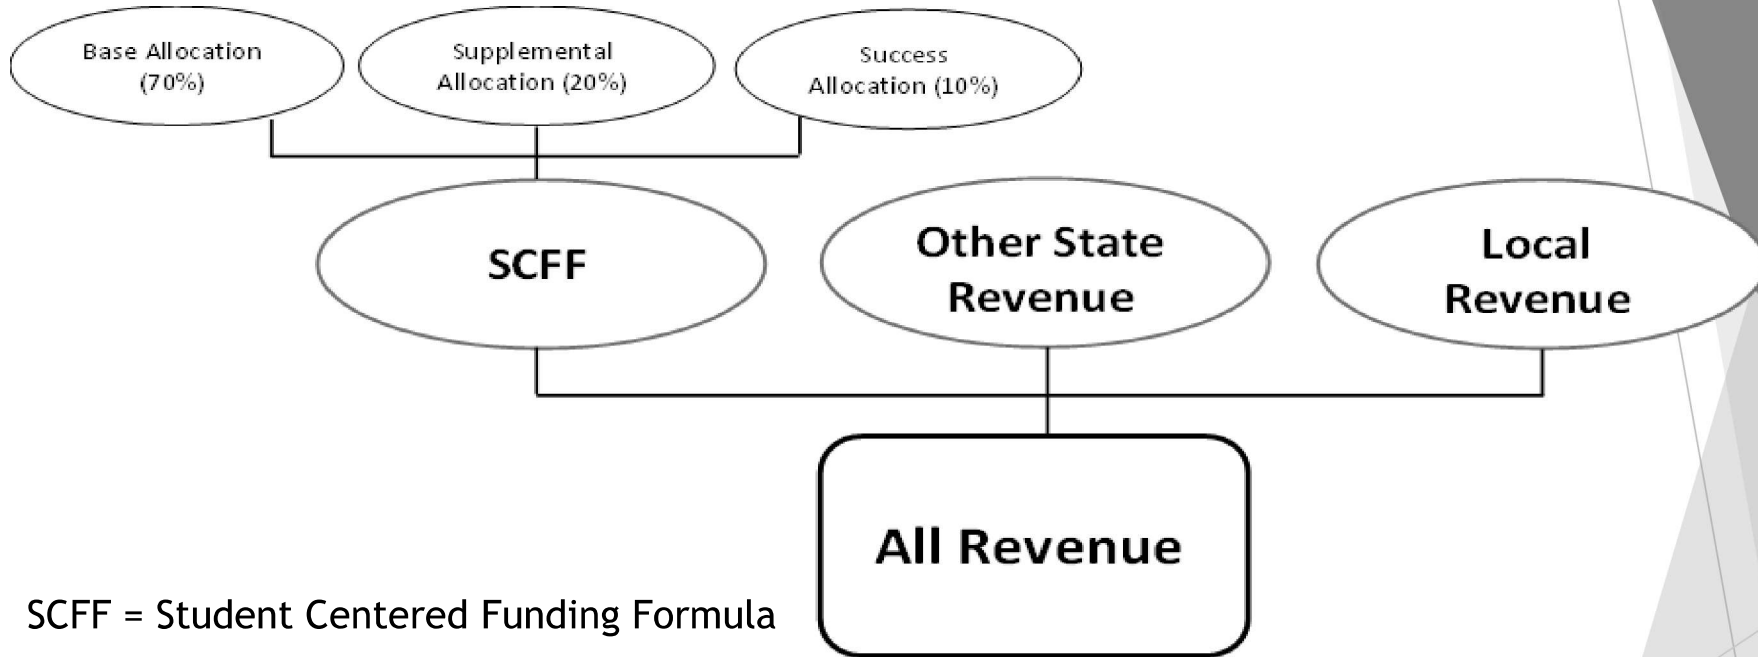 Base Allocation
(70%)
Supplemental
Allocation (20%)
Success
Allocation (10%)
SCFF
Other State
Revenue
Local
Revenue
All Revenue
SCFF = Student Centered Funding Formula